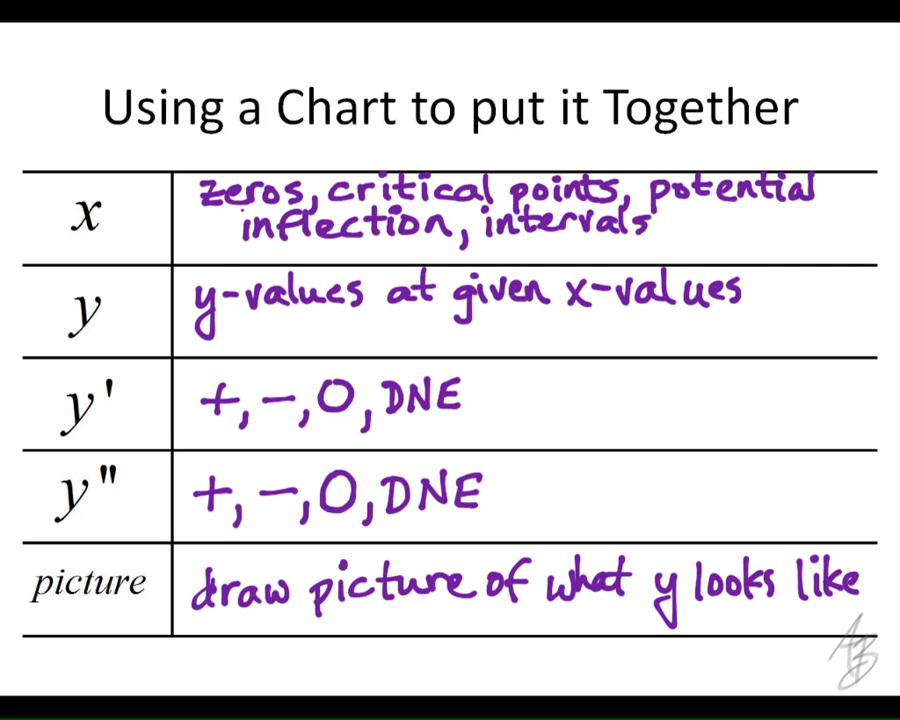 Using a Chart to put it Together
x
zeros, critical points, potential
inflection, intervals
y
y-values at given x-values
y'
+, −, 0, DNE
y"
+, −, 0, DNE
picture
draw picture of what y looks like